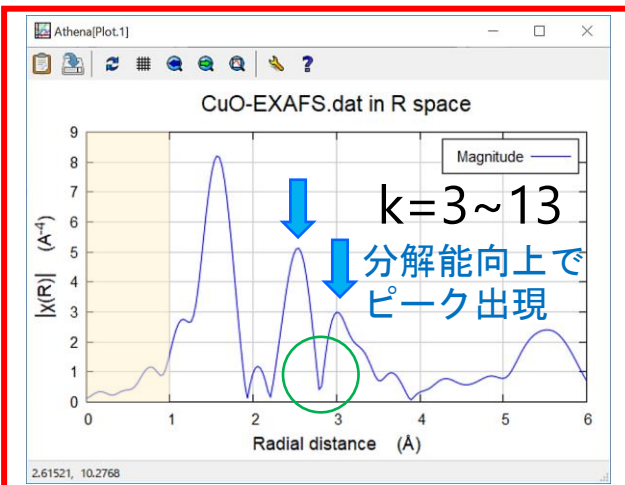 Athena[Plot.1]
CuO-EXAFS.dat in R space
Magnitude
k=3~13
分解能向上で
ピーク出現
|χ(R)| (A⁻⁴)
9
8
7
6
5
4
3
2
1
0
0 1 2 3 4 5 6
Radial distance (Å)
2.61521, 10.2768